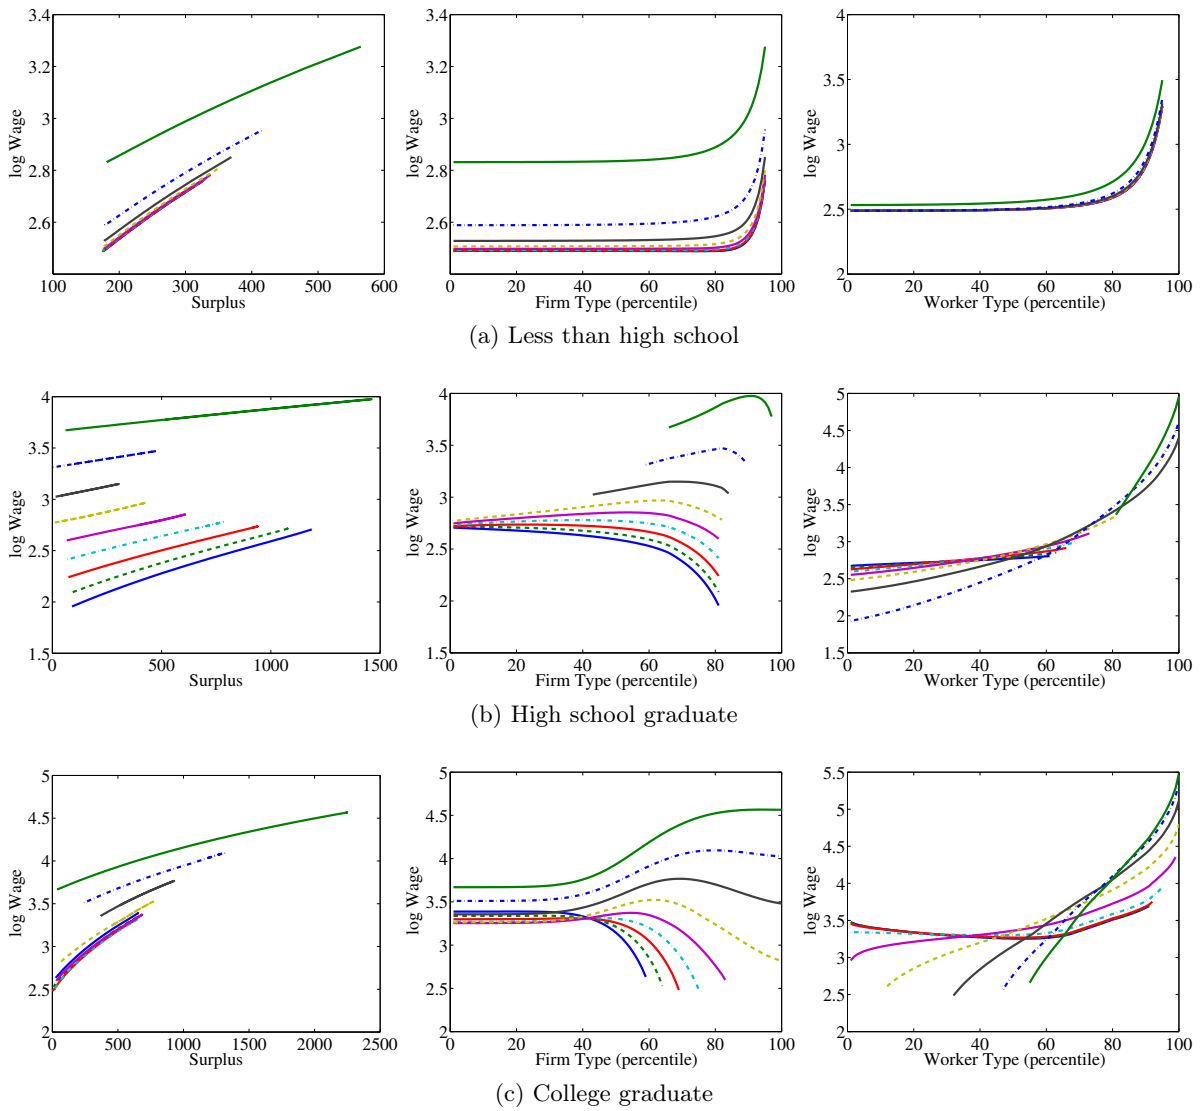 3.4
3.2
3
2.8
2.6
log Wage
100 200 300 400 500 600
Surplus
3.4
3.2
3
2.8
2.6
log Wage
0 20 40 60 80 100
Firm Type (percentile)
4
3.5
3
2.5
2
log Wage
0 20 40 60 80 100
Worker Type (percentile)
(a) Less than high school
4
3.5
3
2.5
2
1.5
log Wage
0 500 1000 1500
Surplus
4
3.5
3
2.5
2
1.5
log Wage
0 20 40 60 80 100
Firm Type (percentile)
5
4.5
4
3.5
3
2.5
2
1.5
log Wage
0 20 40 60 80 100
Worker Type (percentile)
(b) High school graduate
5
4.5
4
3.5
3
2.5
2
log Wage
0 500 1000 1500 2000 2500
Surplus
5
4.5
4
3.5
3
2.5
2
log Wage
0 20 40 60 80 100
Firm Type (percentile)
5.5
5
4.5
4
3.5
3
2.5
2
log Wage
0 20 40 60 80 100
Worker Type (percentile)
(c) College graduate